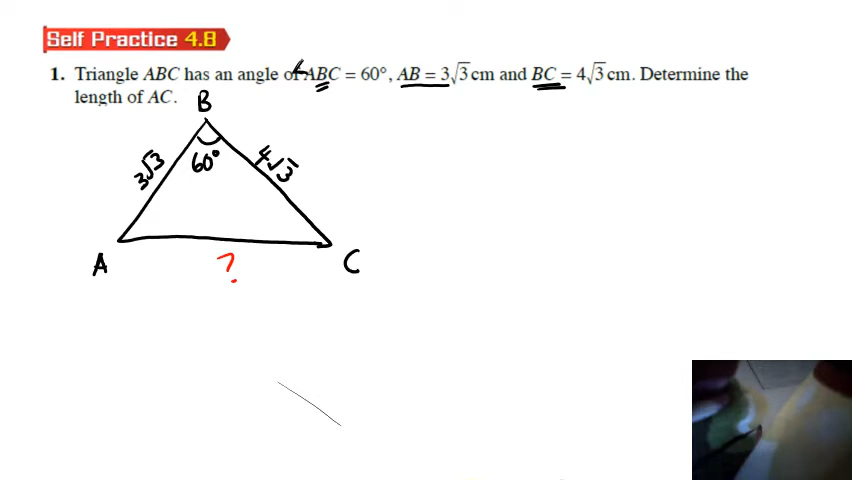 Self Practice 4.8
1. Triangle ABC has an angle of ∠ABC = 60°, AB = 3√3 cm and BC = 4√3 cm. Determine the
length of AC.
B
3√3
60°
4√3
A
?
C